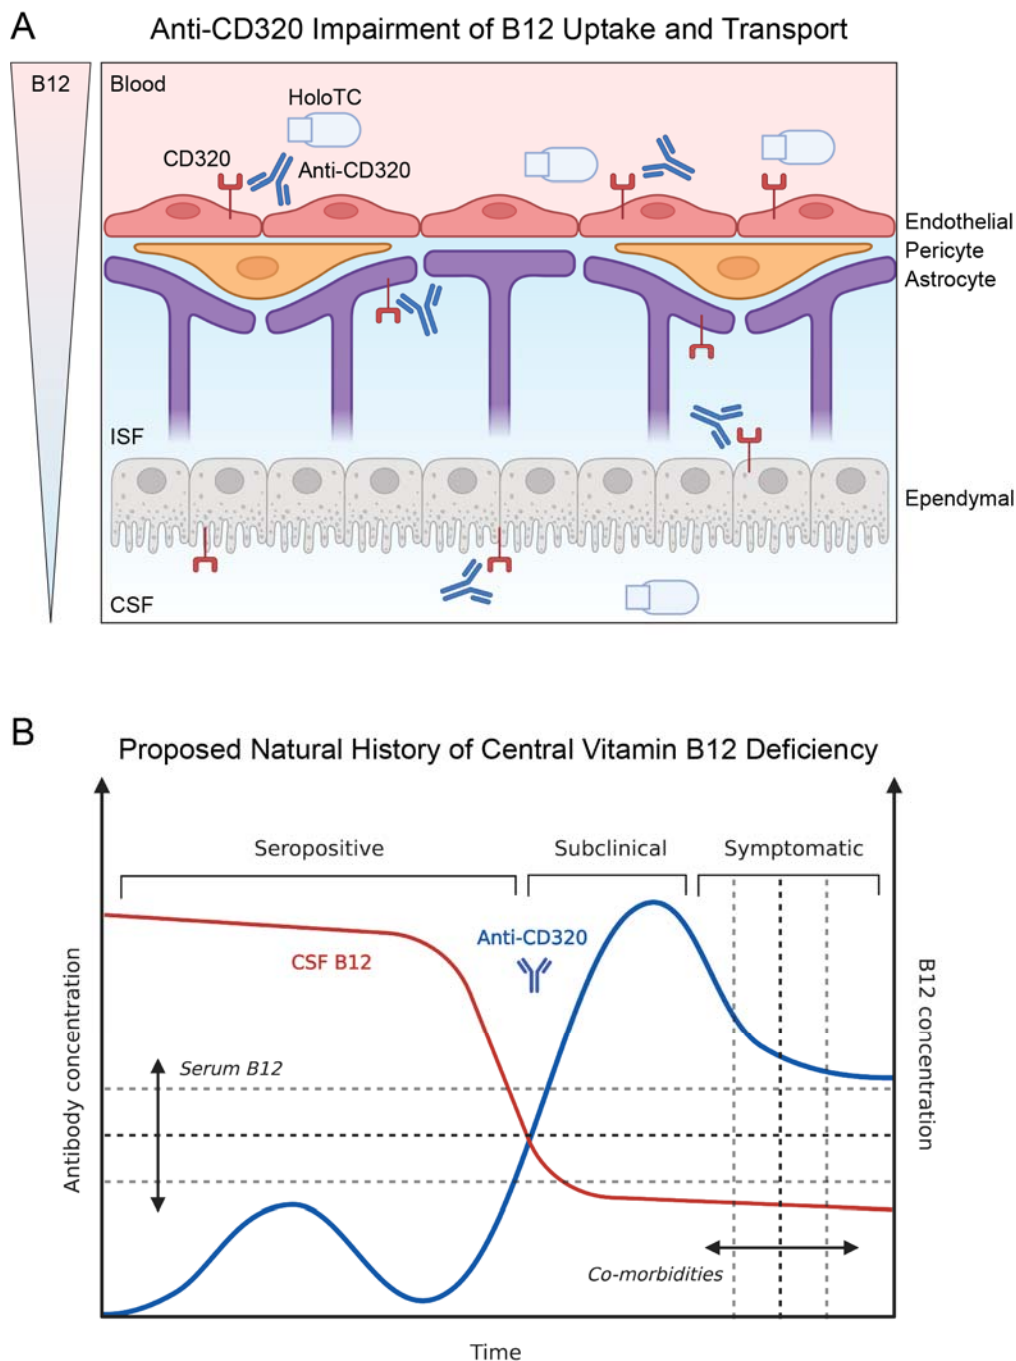 A
Anti-CD320 Impairment of B12 Uptake and Transport
B12
Blood
HoloTC
CD320
Anti-CD320
Endothelial
Pericyte
Astrocyte
ISF
Ependymal
CSF
B
Proposed Natural History of Central Vitamin B12 Deficiency
Seropositive
Subclinical
Symptomatic
Anti-CD320
CSF B12
Serum B12
Antibody concentration
B12 concentration
Co-morbidities
Time